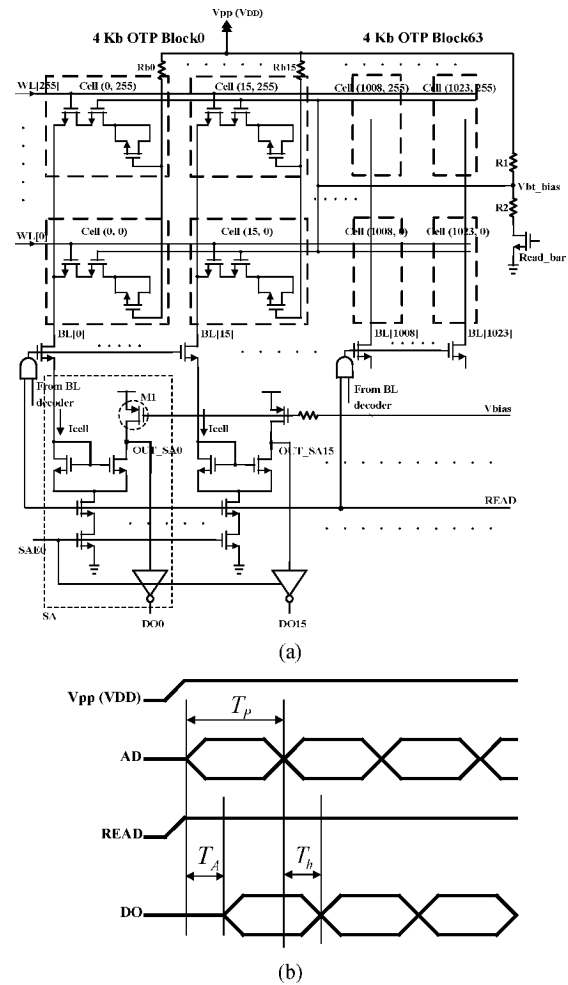 Vpp (VDD)
4 Kb OTP Block0
4 Kb OTP Block63
Rb0
Rb15
WL[255]
Cell (0, 255)
Cell (15, 255)
Cell (1008, 255)
Cell (1023, 255)
R1
Vbt_bias
R2
WL[0]
Cell (0, 0)
Cell (15, 0)
Cell (1008, 0)
Cell (1023, 0)
Read_bar
BL[0]
BL[15]
BL[1008]
BL[1023]
From BL
decoder
M1
From BL
decoder
Icell
Icell
Vbias
OUT_SA0
OUT_SA15
READ
SAE0
SA
DO0
DO15
(a)
Vpp (VDD)
TP
AD
READ
TA
Th
DO
(b)